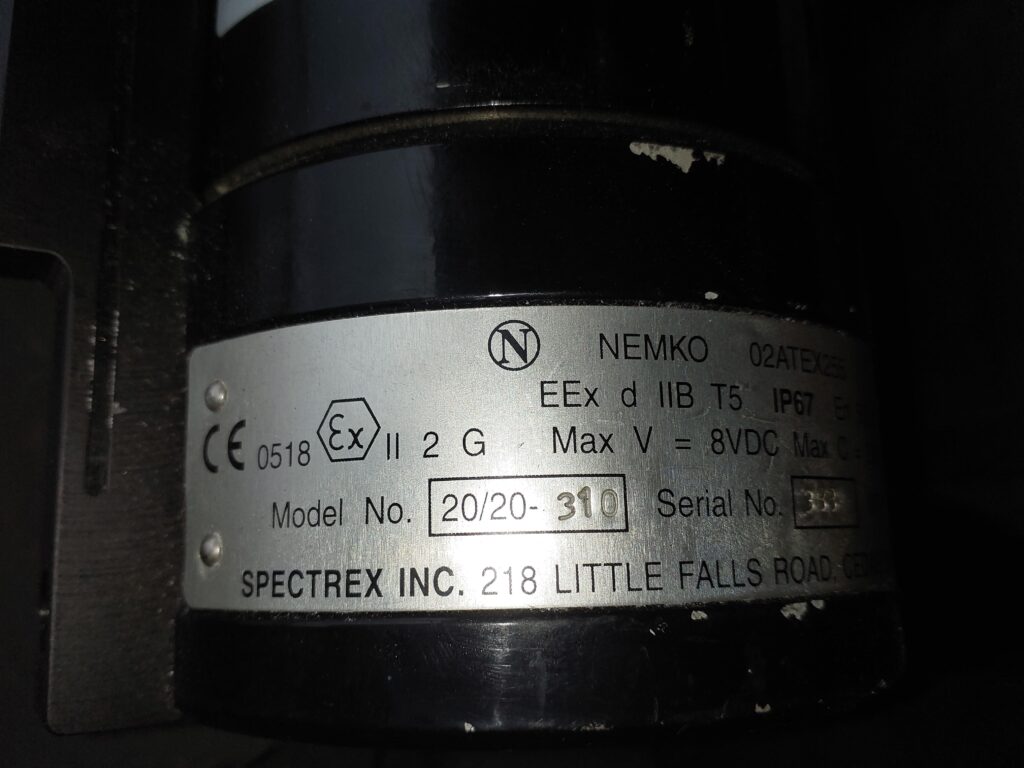 N NEMKO 02ATEX255
EEx d IIB T5 IP67
CE 0518 Ex II 2 G Max V = 8VDC Max C =
Model No. 20/20- 310 Serial No.
SPECTREX INC. 218 LITTLE FALLS ROAD,